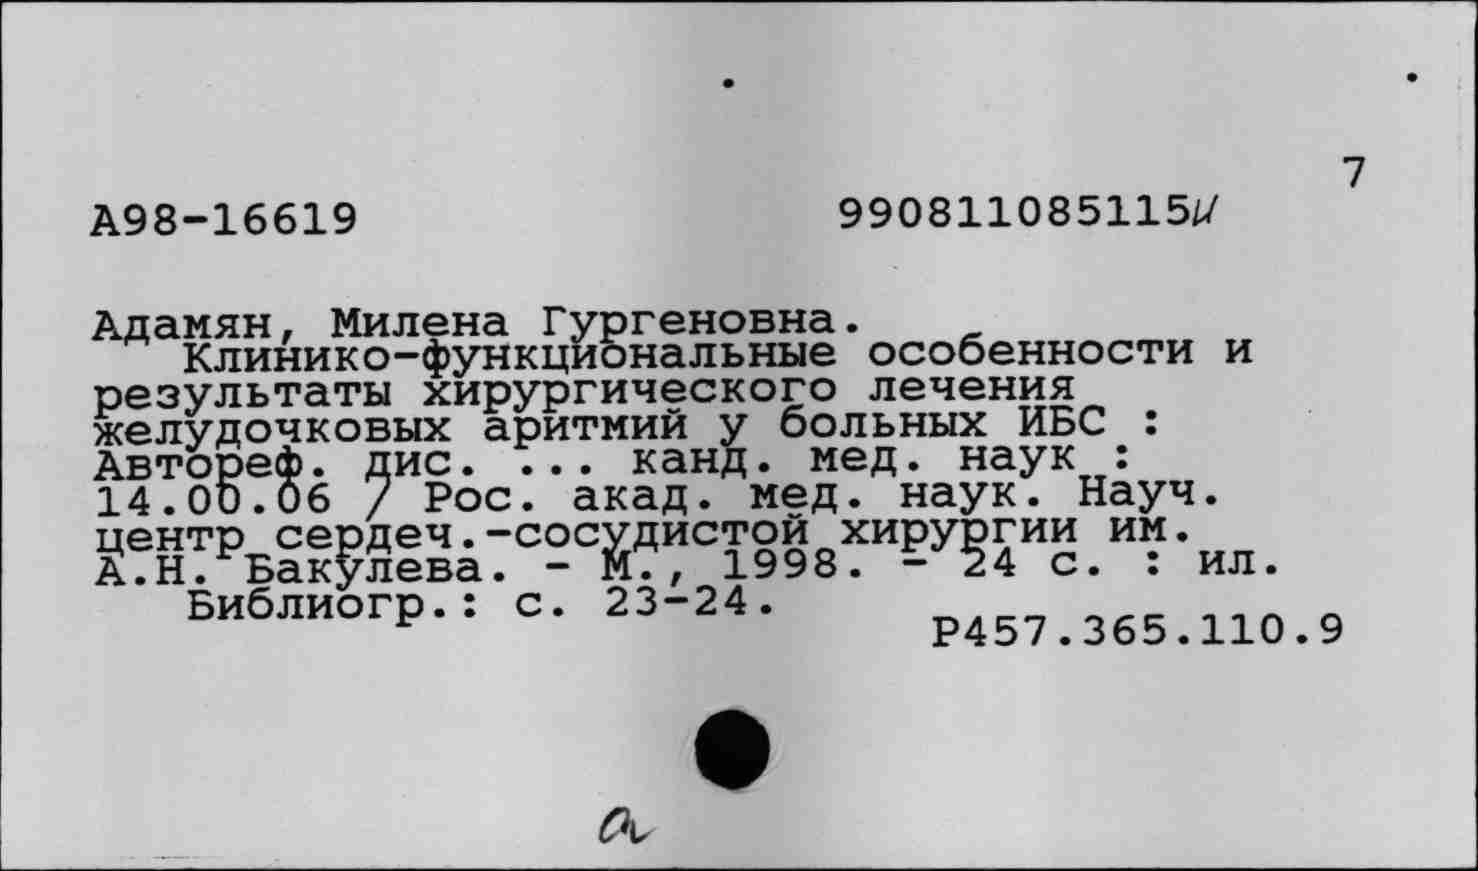 7
А98-16619 990811085115и
Адамян, Милена Гургеновна.
Клинико-функциональные особенности и
результаты хирургического лечения
желудочковых аритмий у больных ИБС :
Автореф. дис. ... канд. мед. наук :
14.00.06 / Рос. акад. мед. наук. Науч.
центр сердеч.-сосудистой хирургии им.
А.Н. Бакулева. - М., 1998. - 24 с. : ил.
Библиогр.: с. 23-24.
Р457.365.110.9